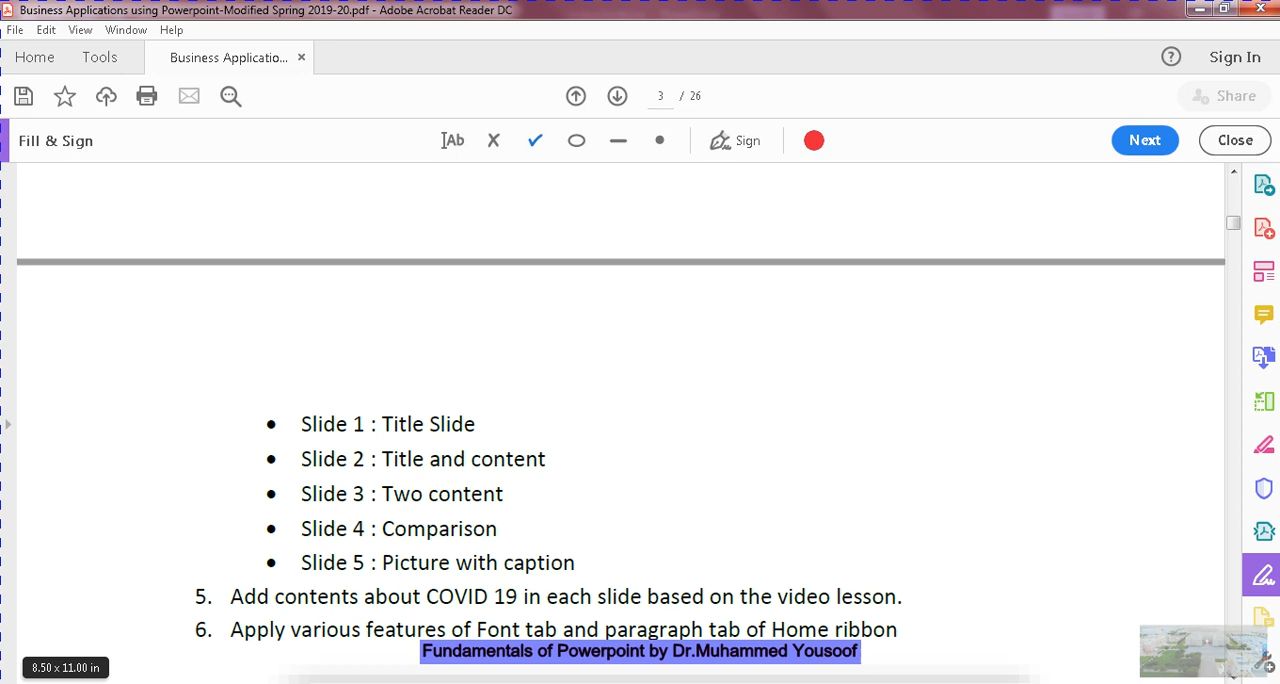 Business Applications using Powerpoint-Modified Spring 2019-20.pdf - Adobe Acrobat Reader DC
File Edit View Window Help
Home Tools Business Applicatio... × ? Sign In
3 / 26 Share
Fill & Sign Ab Sign Next Close
• Slide 1 : Title Slide
• Slide 2 : Title and content
• Slide 3 : Two content
• Slide 4 : Comparison
• Slide 5 : Picture with caption
5. Add contents about COVID 19 in each slide based on the video lesson.
6. Apply various features of Font tab and paragraph tab of Home ribbon
Fundamentals of Powerpoint by Dr.Muhammed Yousoof
8.50 x 11.00 in